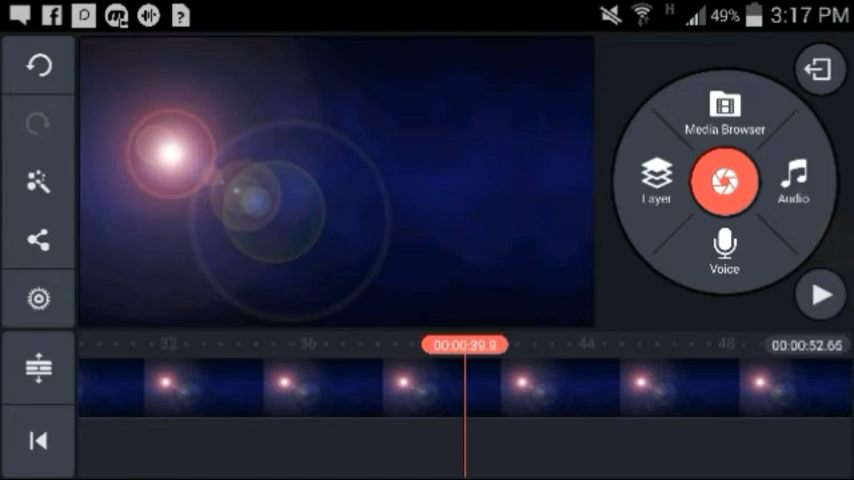 H 49% 3:17 PM
Media Browser
Layer
Audio
Voice
32 36 00:00:39.9 44 48 00:00:52.65